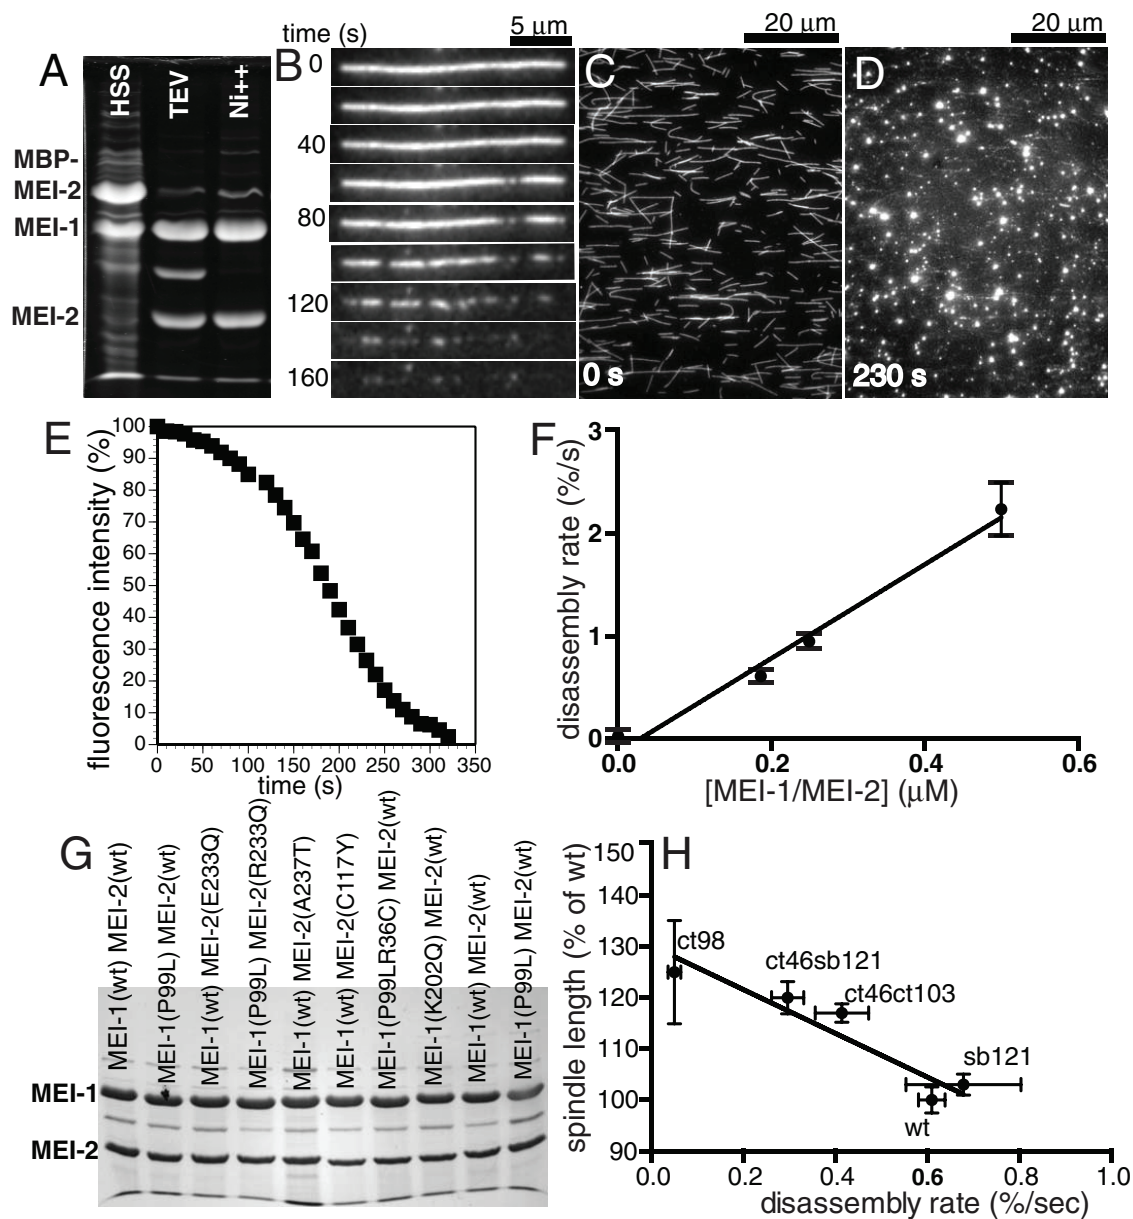 time (s)
5 μm
20 μm
20 μm
A
HSS
TEV
Ni++
MBP-
MEI-2
MEI-1
MEI-2
B
0
40
80
120
160
C
0 s
D
230 s
E
fluorescence intensity (%)
100
90
80
70
60
50
40
30
20
10
0
0 50 100 150 200 250 300 350
time (s)
F
disassembly rate (%/s)
3
2
1
0
0.0 0.2 0.4 0.6
[MEI-1/MEI-2] (μM)
G
MEI-1(wt) MEI-2(wt)
MEI-1(P99L) MEI-2(wt)
MEI-1(wt) MEI-2(E233Q)
MEI-1(P99L) MEI-2(R233Q)
MEI-1(wt) MEI-2(A237T)
MEI-1(wt) MEI-2(C117Y)
MEI-1(P99LR36C) MEI-2(wt)
MEI-1(K202Q) MEI-2(wt)
MEI-1(wt) MEI-2(wt)
MEI-1(P99L) MEI-2(wt)
MEI-1
MEI-2
H
spindle length (% of wt)
150
140
130
120
110
100
90
ct98
ct46sb121
ct46ct103
sb121
wt
0.0 0.2 0.4 0.6 0.8 1.0
disassembly rate (%/sec)